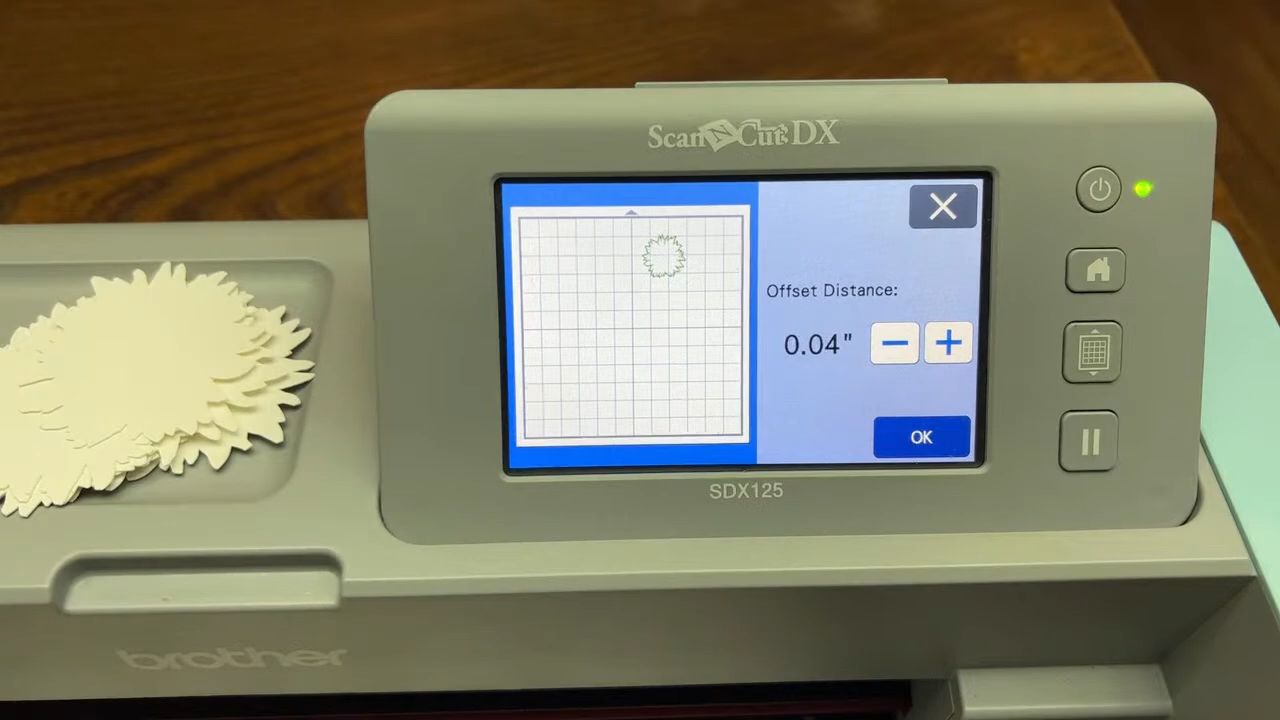 ScanNCut DX
Offset Distance:
0.04"
OK
SDX125
brother